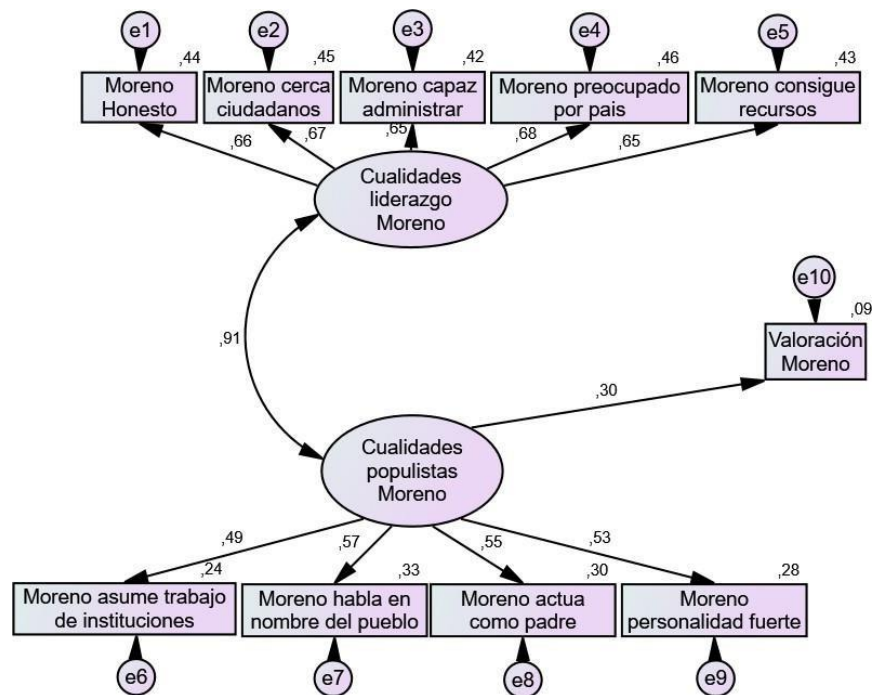 e1
e2
e3
e4
e5
,44
,45
,42
,46
,43
Moreno
Honesto
Moreno cerca
ciudadanos
Moreno capaz
administrar
Moreno preocupado
por pais
Moreno consigue
recursos
,66
,67
,65
,68
,65
Cualidades
liderazgo
Moreno
e10
,09
Valoración
Moreno
,91
,30
Cualidades
populistas
Moreno
,49
,57
,55
,53
,24
,33
,30
,28
Moreno asume trabajo
de instituciones
Moreno habla en
nombre del pueblo
Moreno actua
como padre
Moreno
personalidad fuerte
e6
e7
e8
e9